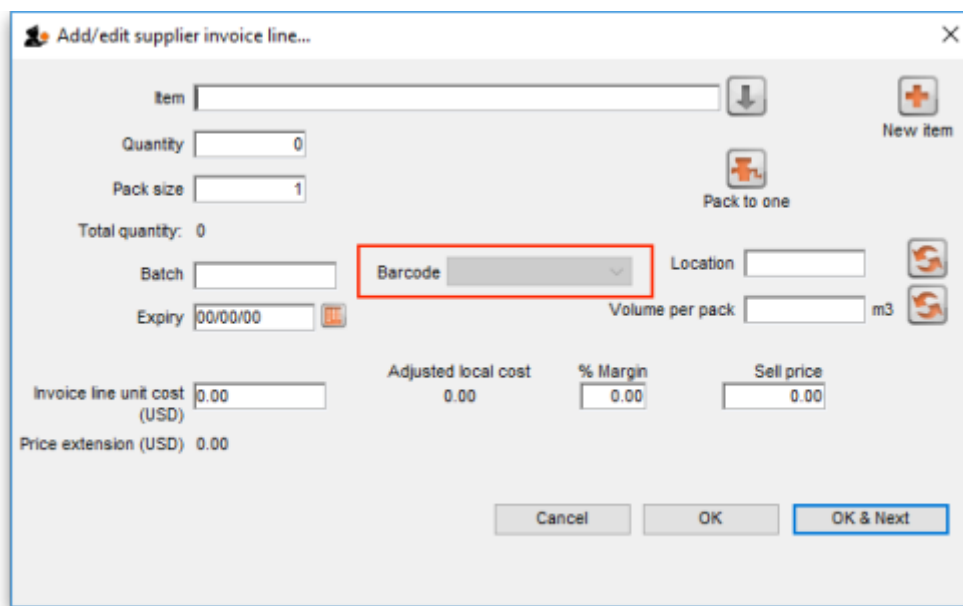 Add/edit supplier invoice line...
Item
New item
Quantity 0
Pack size 1
Pack to one
Total quantity: 0
Batch Barcode Location
Expiry 00/00/00 Volume per pack m3
Adjusted local cost % Margin Sell price
Invoice line unit cost 0.00 0.00 0.00 0.00
(USD)
Price extension (USD) 0.00
Cancel OK OK & Next